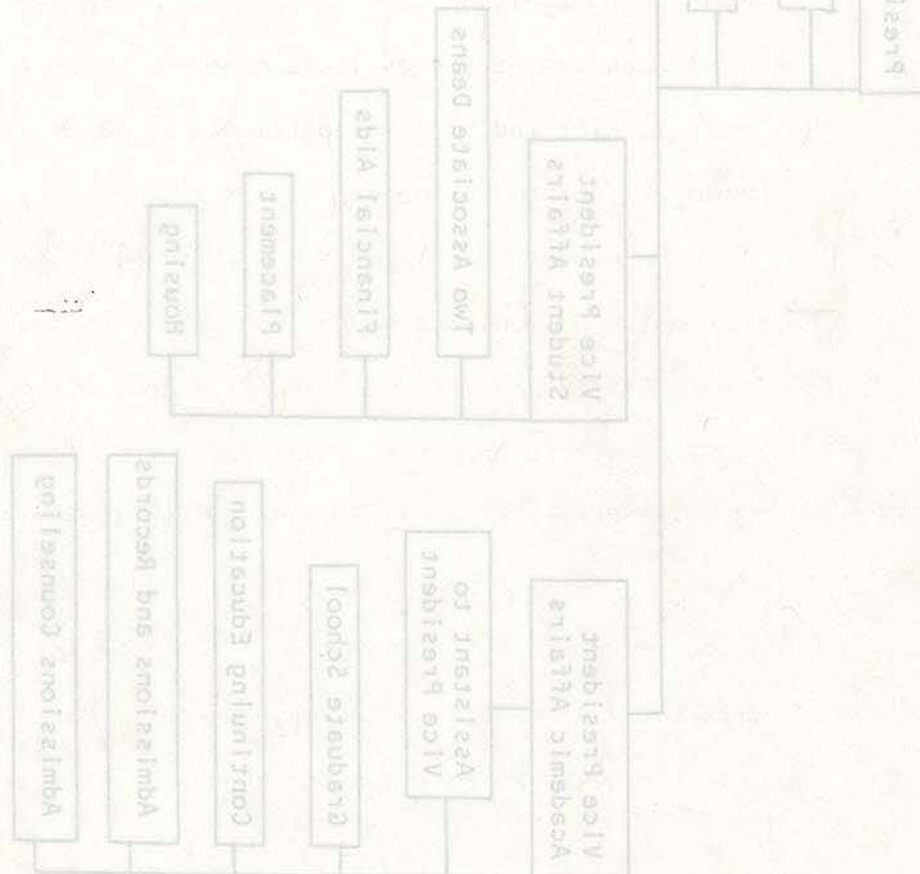 Vice President
Student Affairs
Two Associate Deans
Financial Aids
Placement
Housing
Vice President
Academic Affairs
Assistant to
Vice President
Graduate School
Continuing Education
Admissions and Records
Admissions Counseling